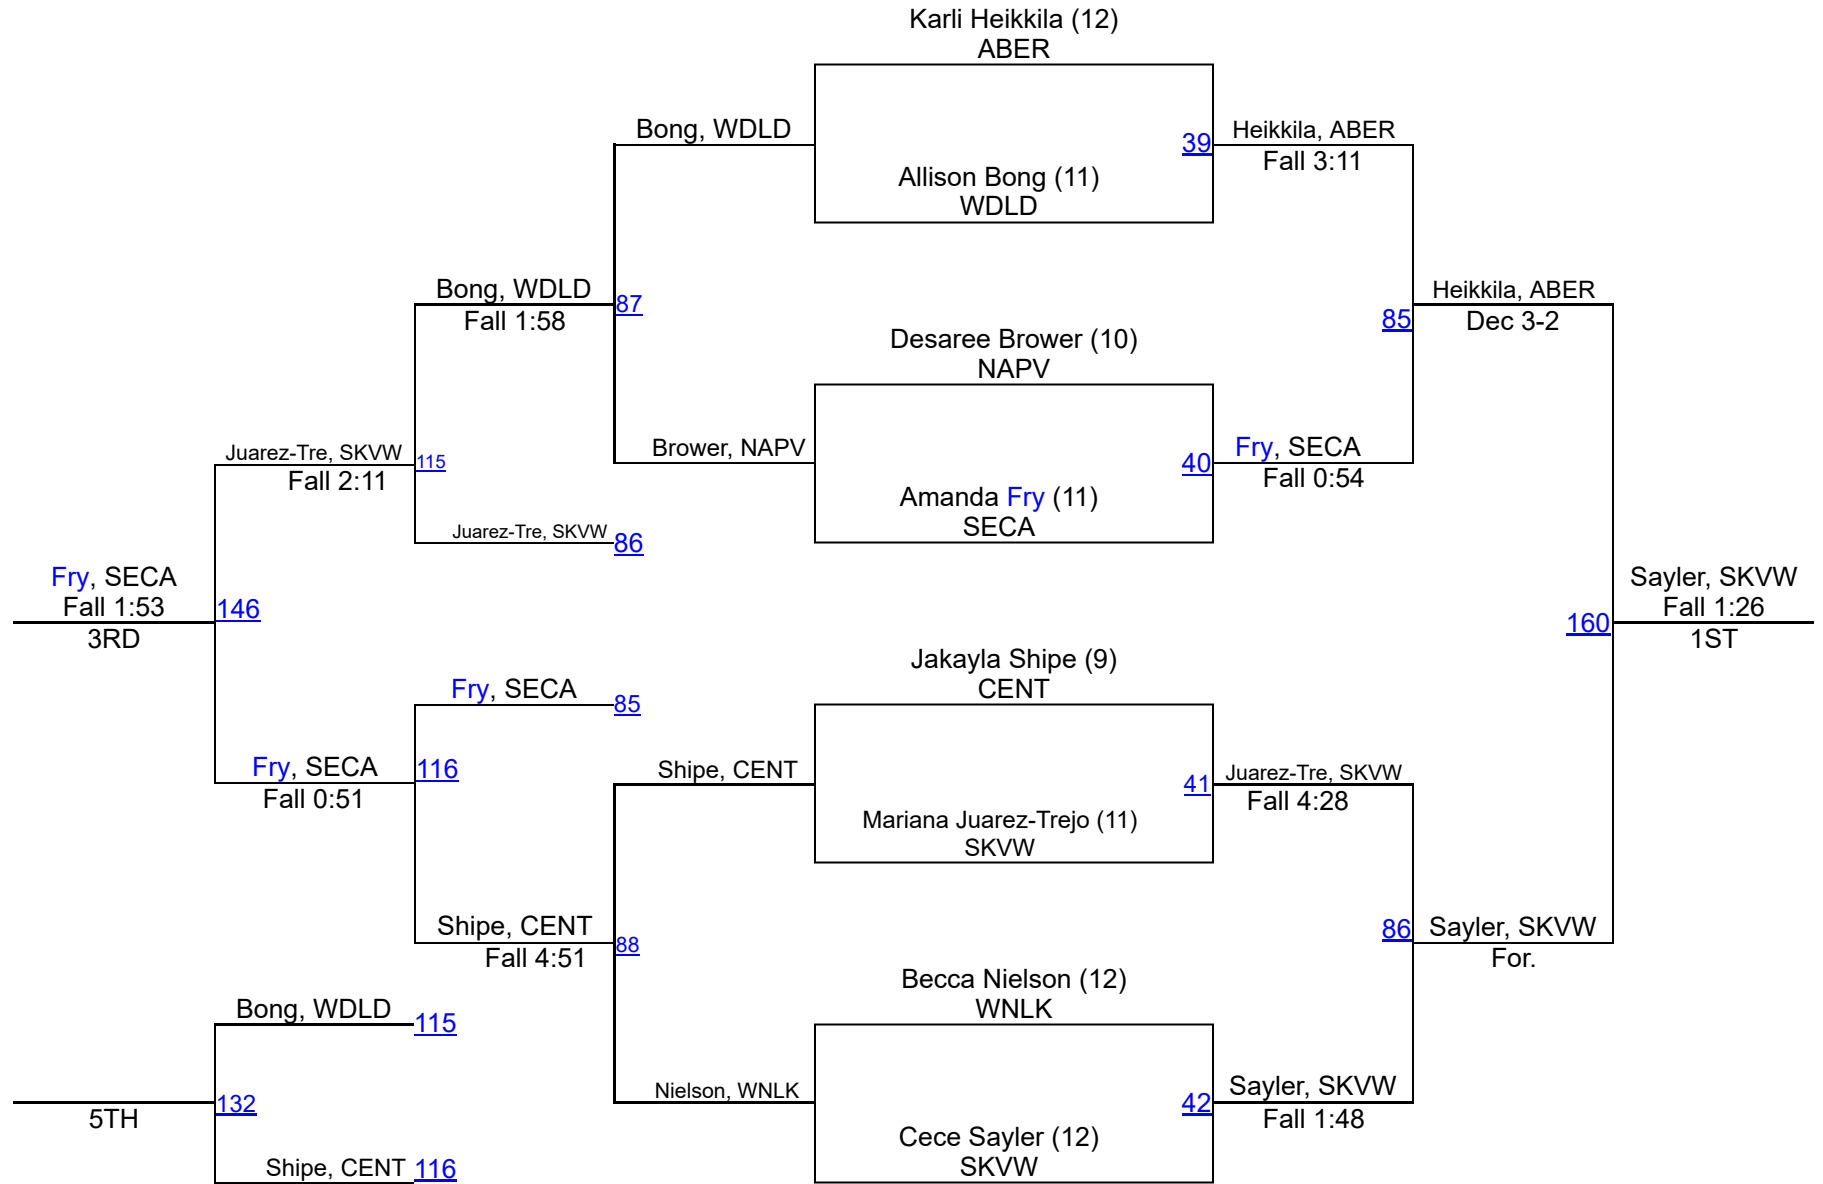 Karli Heikkila (12)
ABER
Bong, WDLD
39
Heikkila, ABER
Fall 3:11
Allison Bong (11)
WDLD
Bong, WDLD
Fall 1:58
87
Heikkila, ABER
Dec 3-2
85
Desaree Brower (10)
NAPV
Brower, NAPV
40
Fry, SECA
Fall 0:54
Amanda Fry (11)
SECA
Juarez-Tre, SKVW
Fall 2:11
115
Juarez-Tre, SKVW
86
Fry, SECA
Fall 1:53
3RD
146
Sayler, SKVW
Fall 1:26
1ST
160
Jakayla Shipe (9)
CENT
Fry, SECA
85
Fry, SECA
Fall 0:51
116
Shipe, CENT
41
Juarez-Tre, SKVW
Fall 4:28
Mariana Juarez-Trejo (11)
SKVW
Shipe, CENT
Fall 4:51
88
86
Sayler, SKVW
For.
Becca Nielson (12)
WNLK
Bong, WDLD
115
Nielson, WNLK
42
Sayler, SKVW
Fall 1:48
5TH
132
Cece Sayler (12)
SKVW
Shipe, CENT
116